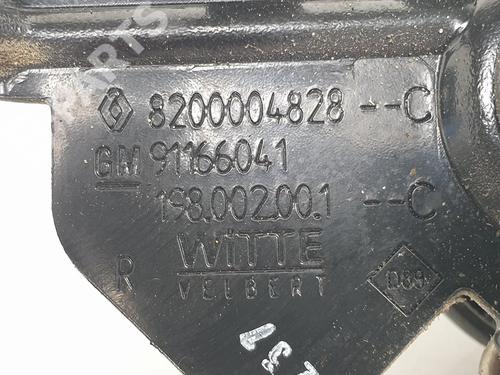 8200004828 --C
GM 91166041
198.002.00.1 --C
WITTE
VELBERT
R
D89